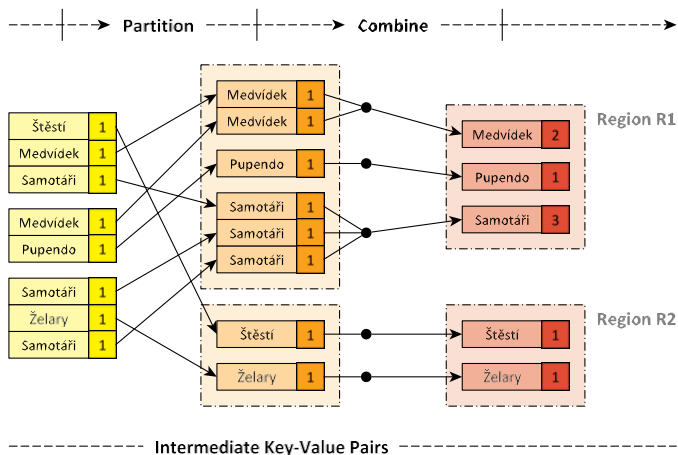 Partition Combine
Štěstí 1
Medvídek 1
Samotáři 1
Medvídek 1
Pupendo 1
Samotáři 1
Želary 1
Samotáři 1
Medvídek 1
Medvídek 1
Pupendo 1
Samotáři 1
Samotáři 1
Samotáři 1
Štěstí 1
Želary 1
Region R1
Medvídek 2
Pupendo 1
Samotáři 3
Region R2
Štěstí 1
Želary 1
Intermediate Key-Value Pairs